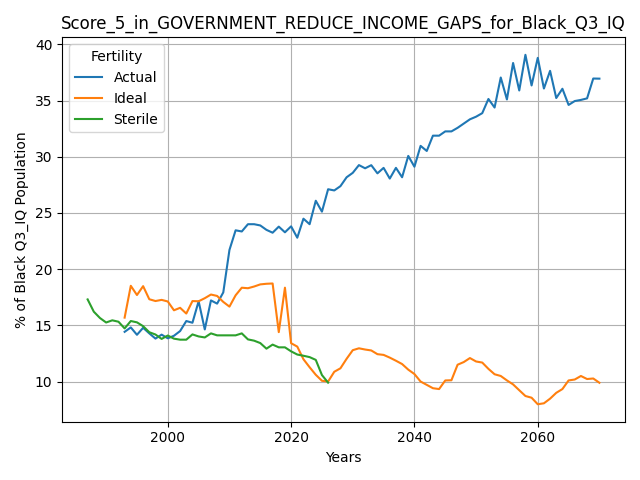 Score_5_in_GOVERNMENT_REDUCE_INCOME_GAPS_for_Black_Q3_IQ
Fertility
Actual
Ideal
Sterile
% of Black Q3_IQ Population
40
35
30
25
20
15
10
2000
2020
2040
2060
Years